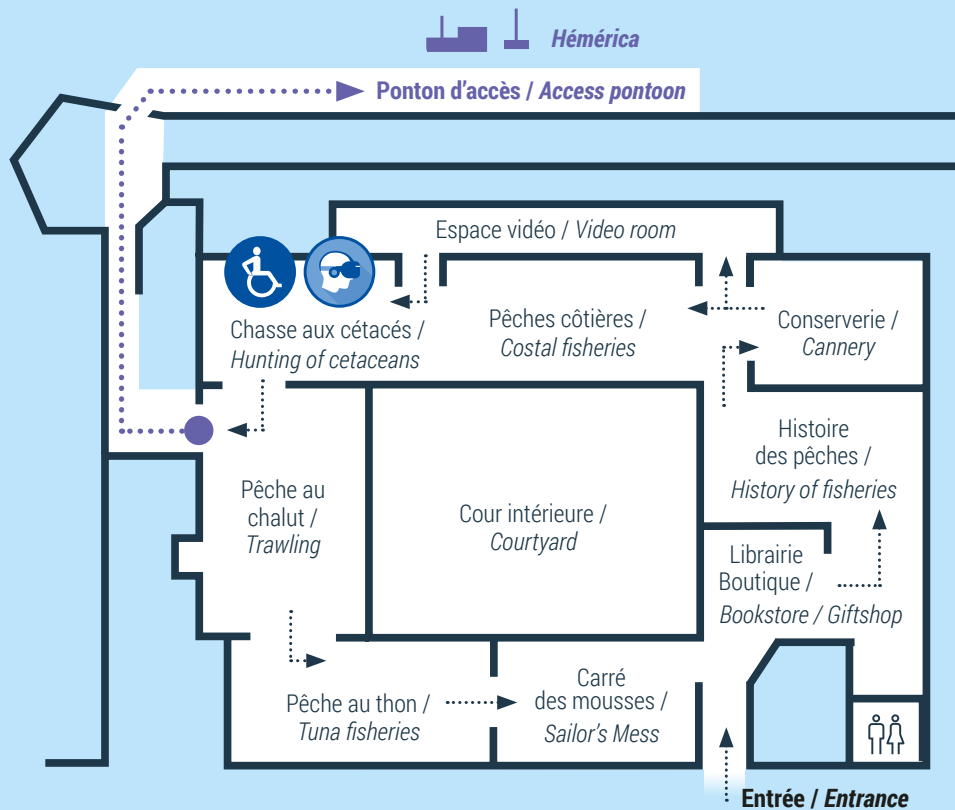 Hémérica
Ponton d'accès / Access pontoon
Espace vidéo / Video room
Chasse aux cétacés /
Hunting of cetaceans
Pêches côtières /
Costal fisheries
Conserverie /
Cannery
Histoire
des pêches /
History of fisheries
Pêche au
chalut /
Trawling
Cour intérieure /
Courtyard
Librairie
Boutique /
Bookstore / Giftshop
Pêche au thon /
Tuna fisheries
Carré
des mousses /
Sailor's Mess
Entrée / Entrance